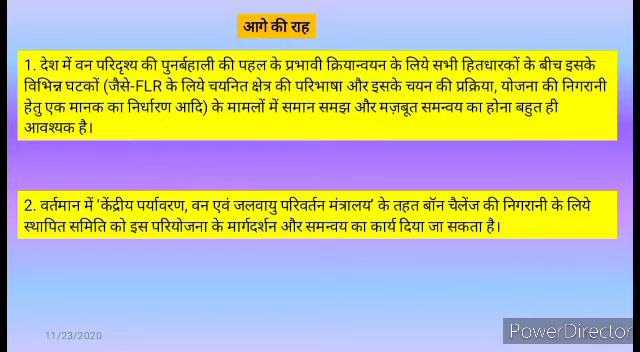 आगे की राह
1. देश में वन परिदृश्य की पुनर्बहाली की पहल के प्रभावी क्रियान्वयन के लिये सभी हितधारकों के बीच इसके
विभिन्न घटकों (जैसे-FLR के लिये चयनित क्षेत्र की परिभाषा और इसके चयन की प्रक्रिया, योजना की निगरानी
हेतु एक मानक का निर्धारण आदि) के मामलों में समान समझ और मज़बूत समन्वय का होना बहुत ही
आवश्यक है।
2. वर्तमान में 'केंद्रीय पर्यावरण, वन एवं जलवायु परिवर्तन मंत्रालय' के तहत बॉन चैलेंज की निगरानी के लिये
स्थापित समिति को इस परियोजना के मार्गदर्शन और समन्वय का कार्य दिया जा सकता है।
11/23/2020
PowerDirector